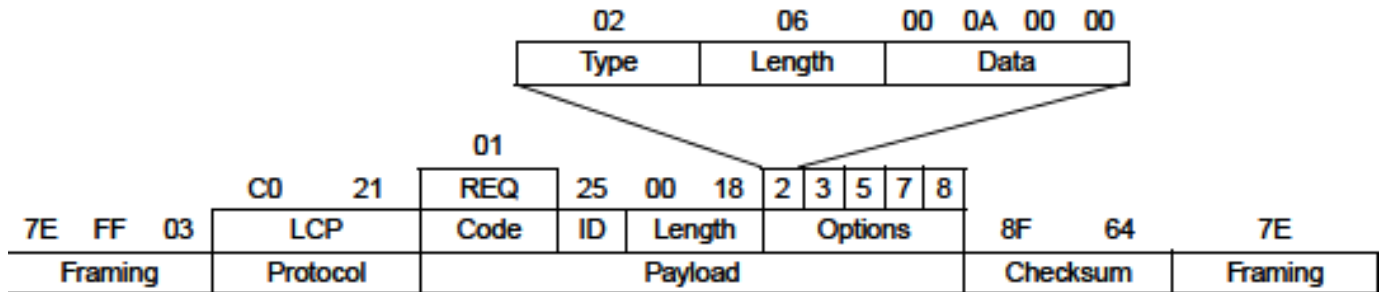 02 06 00 0A 00 00
Type Length Data
01
C0 21 REQ 25 00 18 2 3 5 7 8
7E FF 03 LCP Code ID Length Options 8F 64 7E
Framing Protocol Payload Checksum Framing